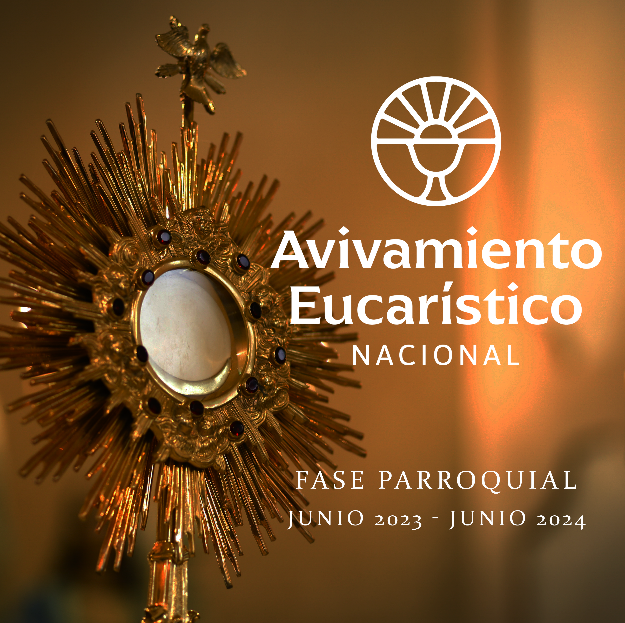 Avivamiento
Eucarístico
NACIONAL
FASE PARROQUIAL
JUNIO 2023 - JUNIO 2024